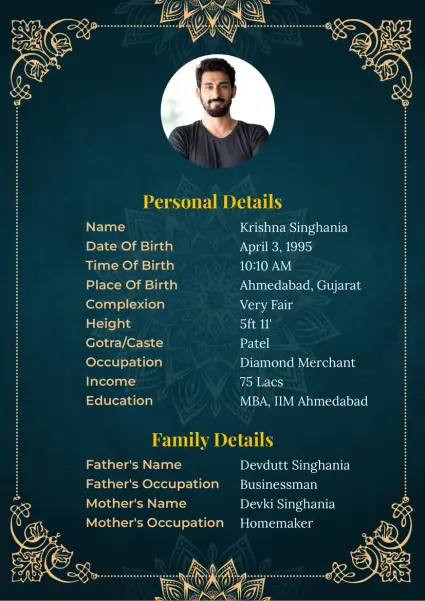 Personal Details
Name Krishna Singhania
Date Of Birth April 3, 1995
Time Of Birth 10:10 AM
Place Of Birth Ahmedabad, Gujarat
Complexion Very Fair
Height 5ft 11'
Gotra/Caste Patel
Occupation Diamond Merchant
Income 75 Lacs
Education MBA, IIM Ahmedabad
Family Details
Father's Name Devdutt Singhania
Father's Occupation Businessman
Mother's Name Devki Singhania
Mother's Occupation Homemaker